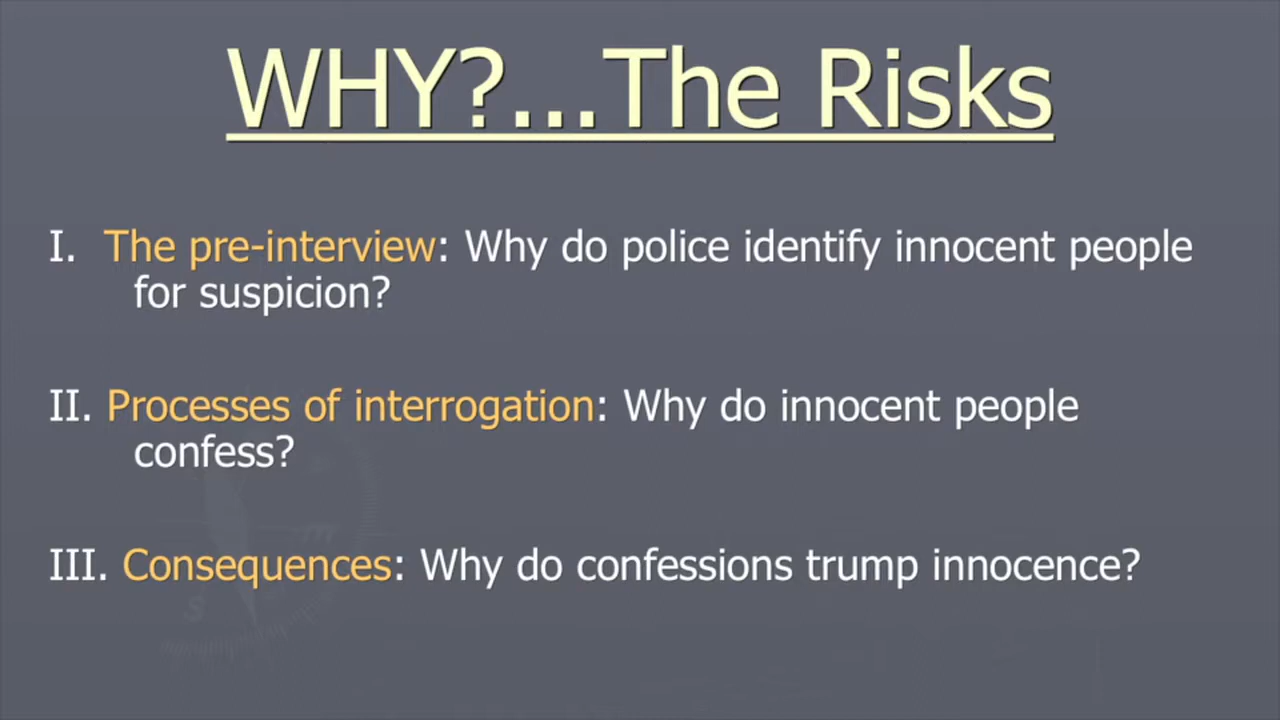 WHY?...The Risks
I. The pre-interview: Why do police identify innocent people
for suspicion?
II. Processes of interrogation: Why do innocent people
confess?
III. Consequences: Why do confessions trump innocence?